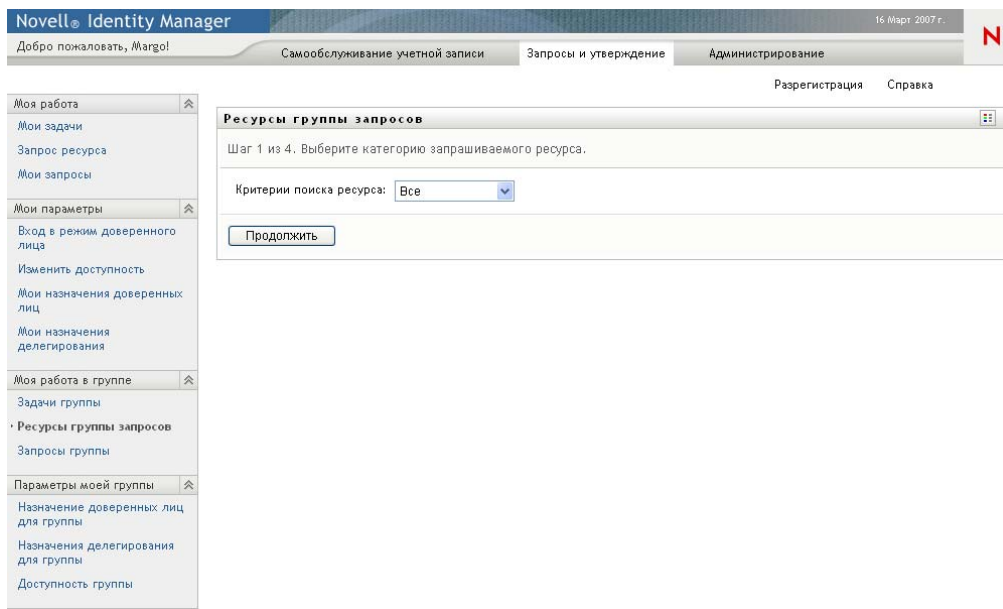 Novell® Identity Manager
16 Март 2007 г.
Добро пожаловать, Margo!
Самообслуживание учетной записи
Запросы и утверждение
Администрирование
N
Разрегистрация
Справка
Моя работа
Мои задачи
Запрос ресурса
Мои запросы
Мои параметры
Вход в режим доверенного
лица
Изменить доступность
Мои назначения доверенных
лиц
Мои назначения
делегирования
Моя работа в группе
Задачи группы
Ресурсы группы запросов
Запросы группы
Параметры моей группы
Назначение доверенных лиц
для группы
Назначения делегирования
для группы
Доступность группы
Ресурсы группы запросов
Шаг 1 из 4. Выберите категорию запрашиваемого ресурса.
Критерии поиска ресурса: Все
Продолжить